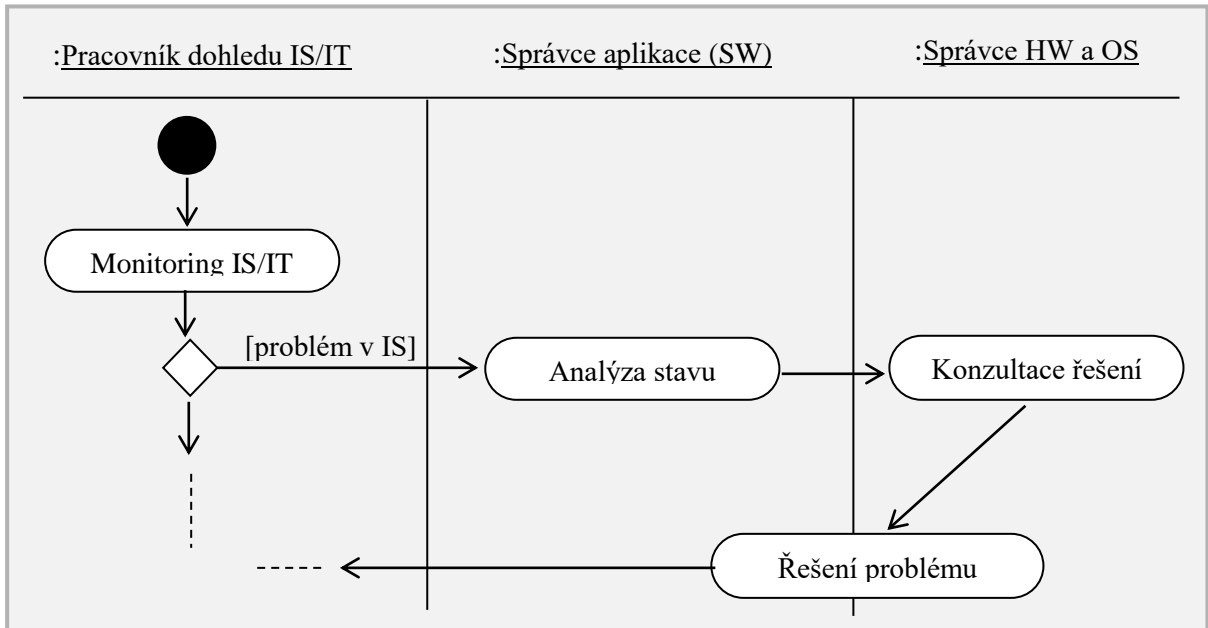 :Pracovník dohledu IS/IT
:Správce aplikace (SW)
:Správce HW a OS
Monitoring IS/IT
[problém v IS]
Analýza stavu
Konzultace řešení
Řešení problému